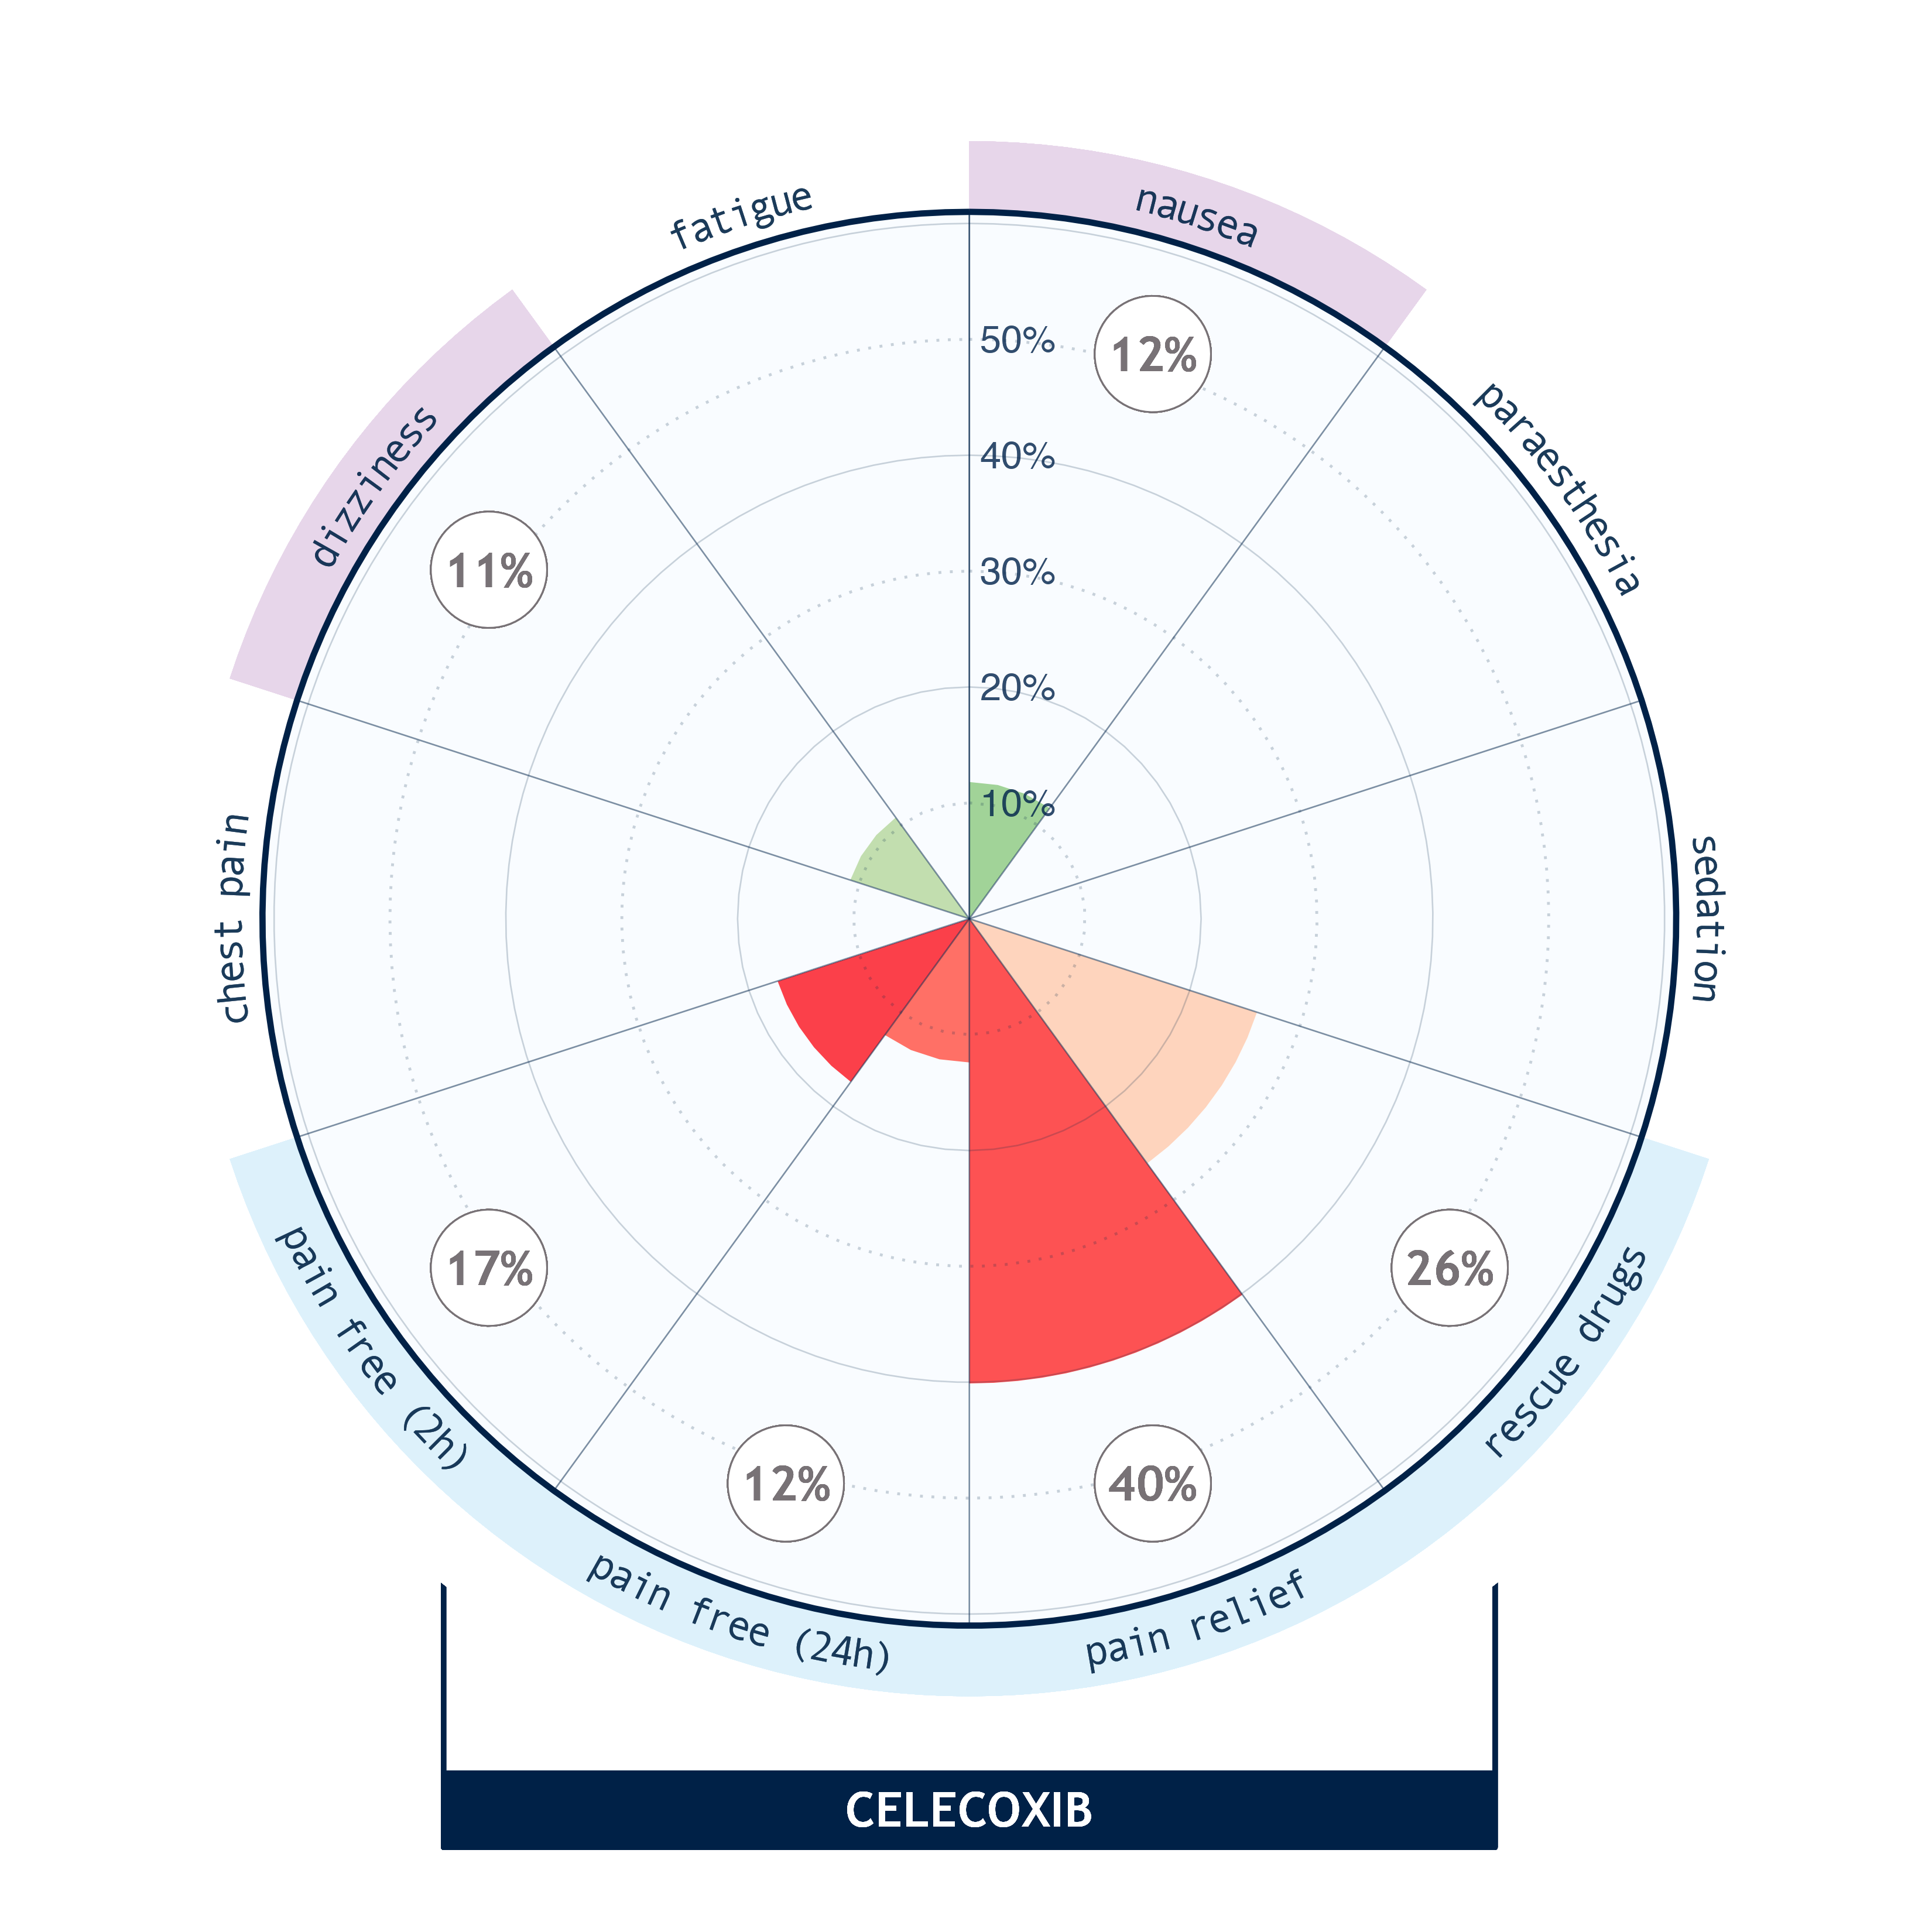 fatigue
nausea
paraesthesia
sedation
rescue drugs
pain relief
pain free (24h)
pain free (2h)
chest pain
dizziness
50%
40%
30%
20%
10%
12%
11%
17%
12%
40%
26%
CELECOXIB